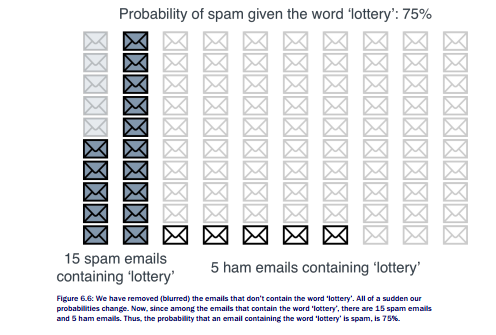 Probability of spam given the word ‘lottery’: 75%
15 spam emails
containing ‘lottery’
5 ham emails containing ‘lottery’
Figure 6.6: We have removed (blurred) the emails that don’t contain the word ‘lottery’. All of a sudden our
probabilities change. Now, since among the emails that contain the word ‘lottery’, there are 15 spam emails
and 5 ham emails. Thus, the probability that an email containing the word ‘lottery’ is spam, is 75%.